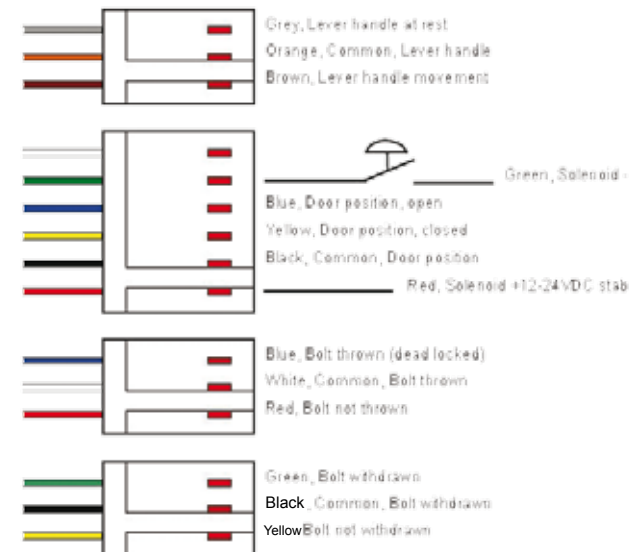 Grey, Lever handle at rest
Orange, Common, Lever handle
Brown, Lever handle movement
Green, Solenoid -
Blue, Door position, open
Yellow, Door position, closed
Black, Common, Door position
Red, Solenoid +12-24VDC stab
Blue, Bolt thrown (dead locked)
White, Common, Bolt thrown
Red, Bolt not thrown
Green, Bolt withdrawn
Black, Common, Bolt withdrawn
Yellow Bolt not withdrawn